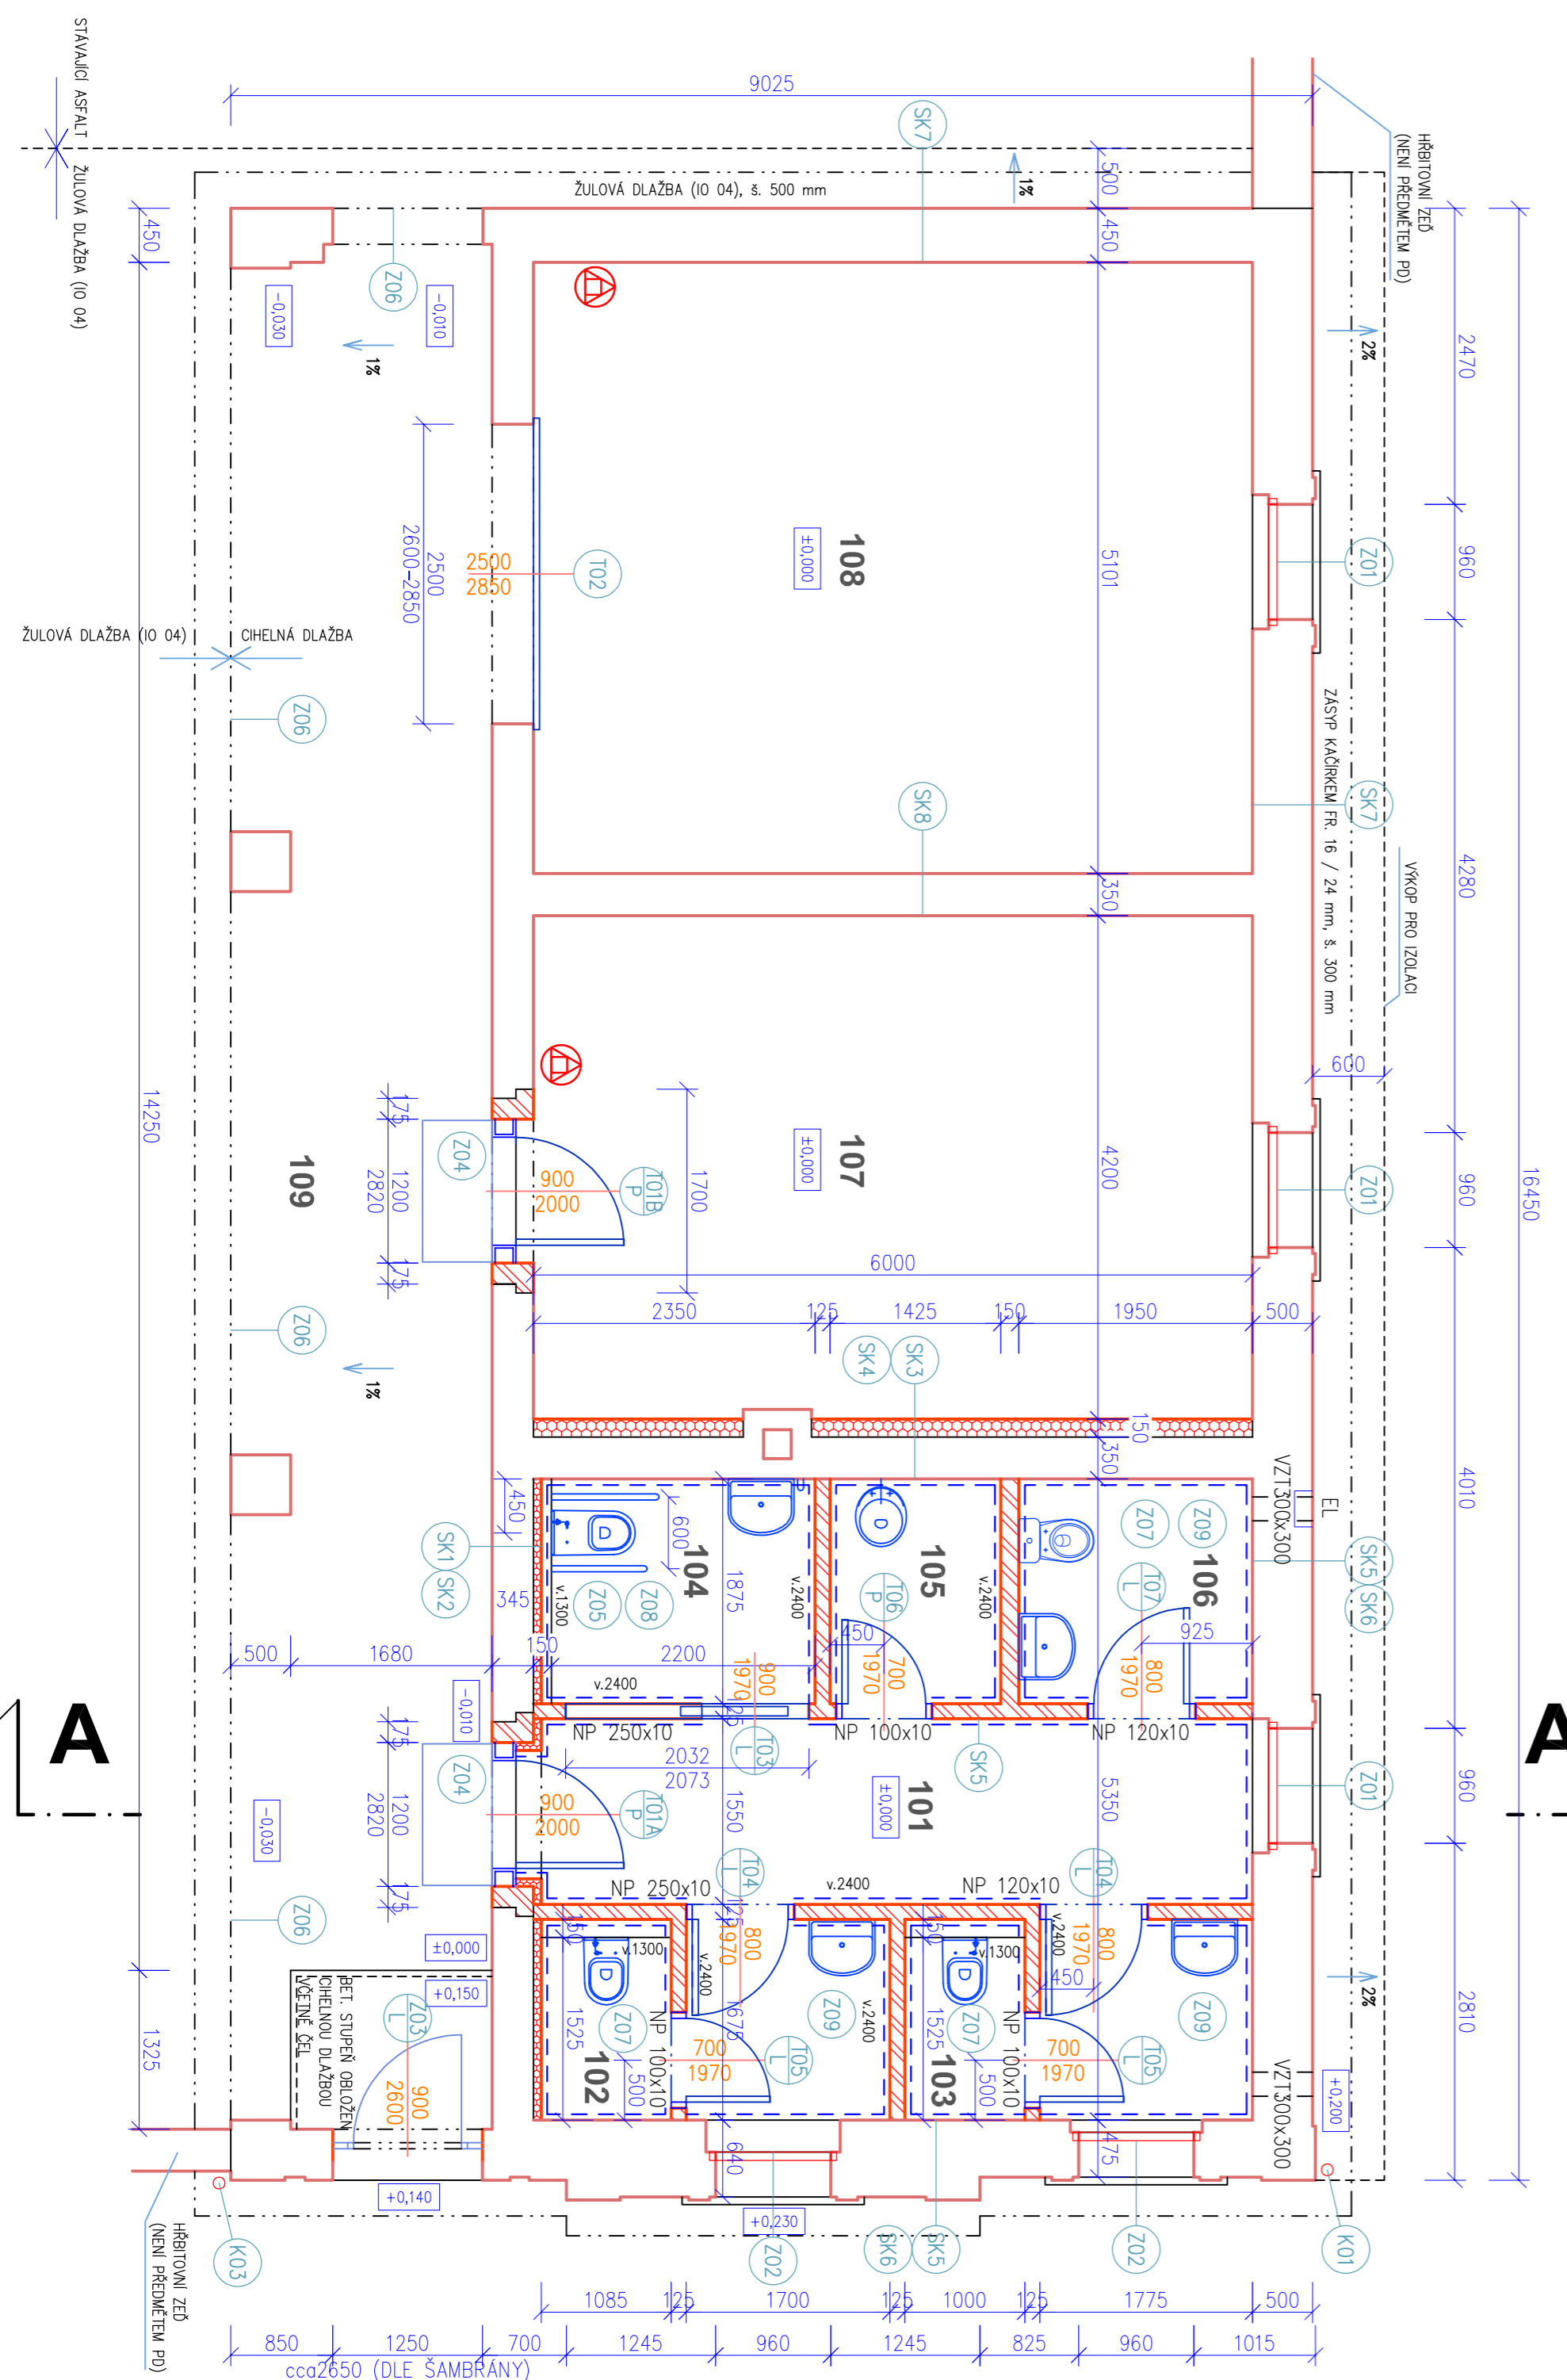 STÁVAJÍCÍ ASFALT
ŽULOVÁ DLAŽBA (IO 04)
9025
HŘBITOVNÍ ZEĎ
(NENÍ PŘEDMĚTEM PD)
SK7
500
1%
ŽULOVÁ DLAŽBA (IO 04), š. 500 mm
450
450
2470
16450
2%
Z06
-0,030
-0,010
1%
960
Z01
108
±0,000
5101
2500
2600-2850
2500
2850
T02
ŽULOVÁ DLAŽBA (IO 04)
CIHELNÁ DLAŽBA
Z06
ZÁSYP KAČÍRKEM FR. 16 / 24 mm, š. 300 mm
SK7
SK8
4280
VÝKOP PRO IZOLACI
350
600
14250
109
175
1200
2820
175
Z04
900
2000
T01B
P
1700
107
±0,000
4200
960
Z01
6000
2350
125
1425
150
1950
500
Z06
1%
SK4
SK3
150
350
4010
VZT300x300
EL
450
SK1
SK2
345
600
104
105
106
Z07
Z09
SK5
SK6
v.1300
Z05
Z08
1875
v.2400
T06
P
v.2400
T07
L
450
925
500
1680
150
2200
900
1970
700
1970
800
1970
v.2400
125
A
A
-0,010
175
1200
2820
175
Z04
NP 250x10
T03
L
NP 100x10
SK5
NP 120x10
2032
2073
900
2000
T01A
P
1550
101
±0,000
5350
960
Z01
-0,030
NP 250x10
T04
L
v.2400
NP 120x10
T04
L
Z06
±0,000
+0,150
150
v.1300
125
800
1970
v.2400
150
v.1300
v.2400
800
1970
450
2%
2810
1325
BET. STUPEŇ OBLOŽEN
CIHELNOU DLAŽBOU
VČETNĚ ČEL
Z03
L
900
2600
1525
Z07
NP 100x10
1675
Z09
v.2400
1525
Z07
NP 100x10
Z09
102
500
700
1970
T05
L
103
500
700
1970
T05
L
VZT300x300
+0,200
640
475
+0,140
+0,230
HŘBITOVNÍ ZEĎ
(NENÍ PŘEDMĚTEM PD)
K03
Z02
SK6
SK5
Z02
K01
1085
125
1700
125
1000
125
1775
500
850
1250
700
1245
960
1245
825
960
1015
cca2650 (DLE ŠAMBRÁNY)